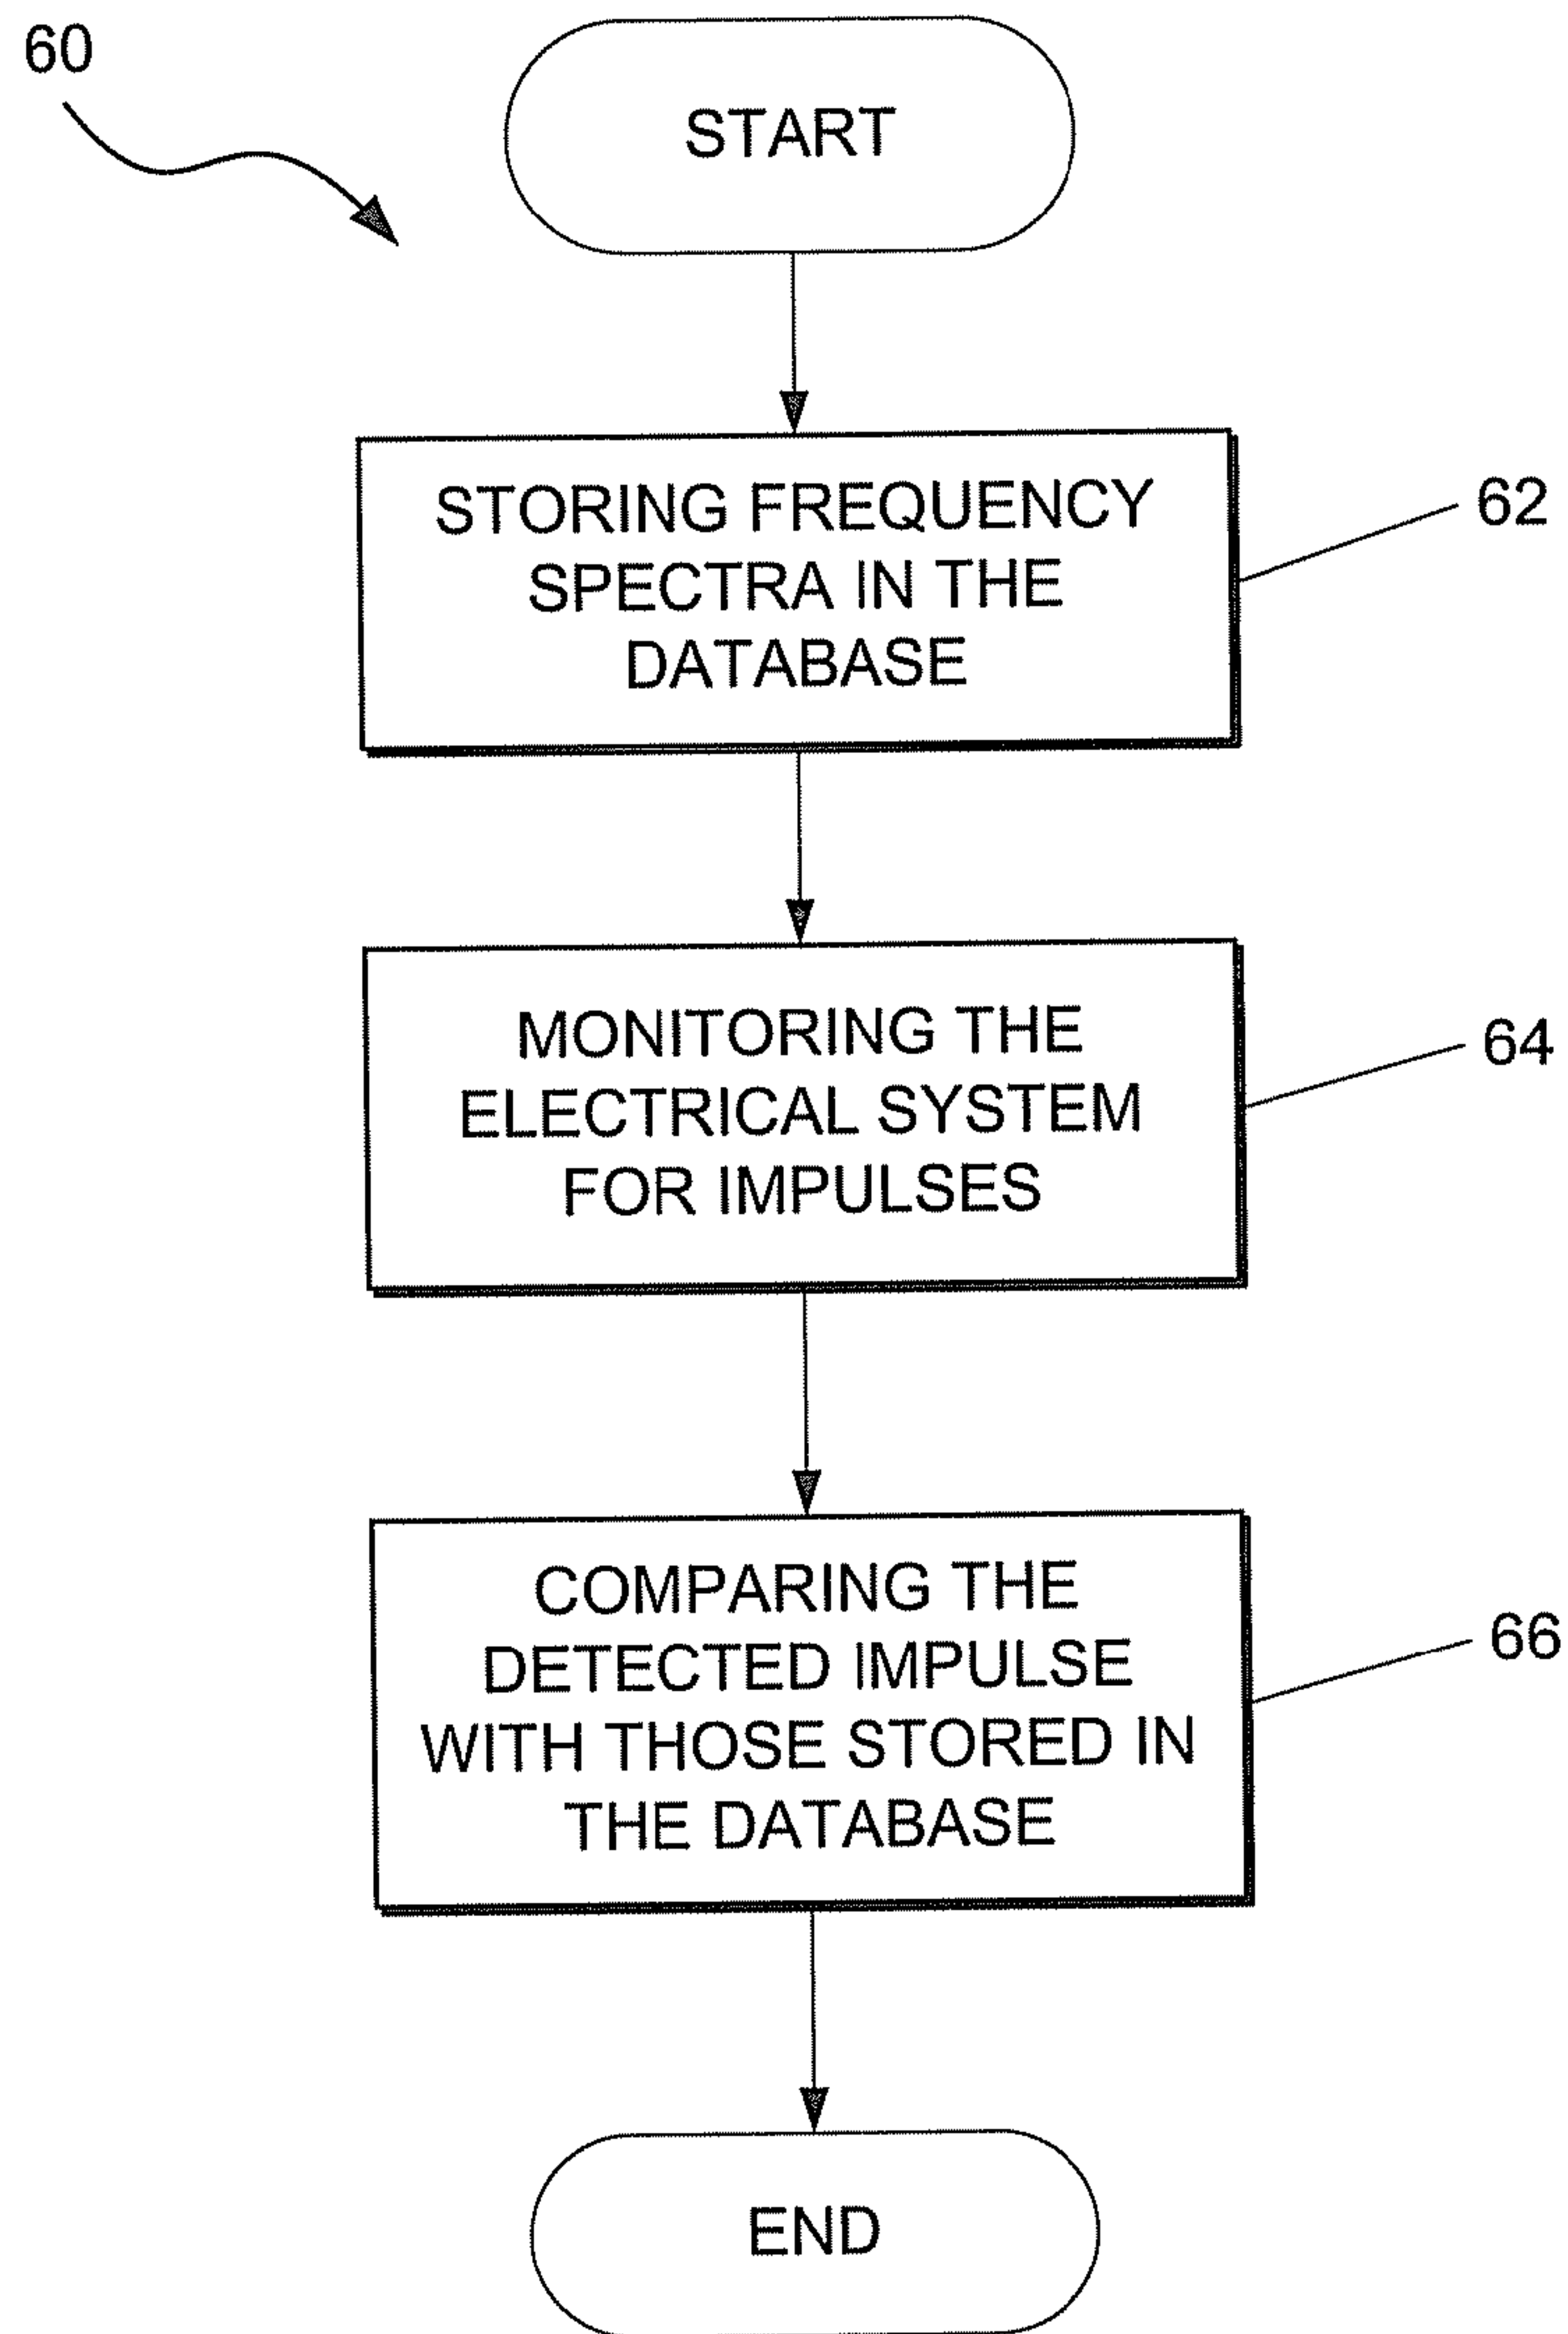 60
START
STORING FREQUENCY
SPECTRA IN THE
DATABASE
62
MONITORING THE
ELECTRICAL SYSTEM
FOR IMPULSES
64
COMPARING THE
DETECTED IMPULSE
WITH THOSE STORED IN
THE DATABASE
66
END